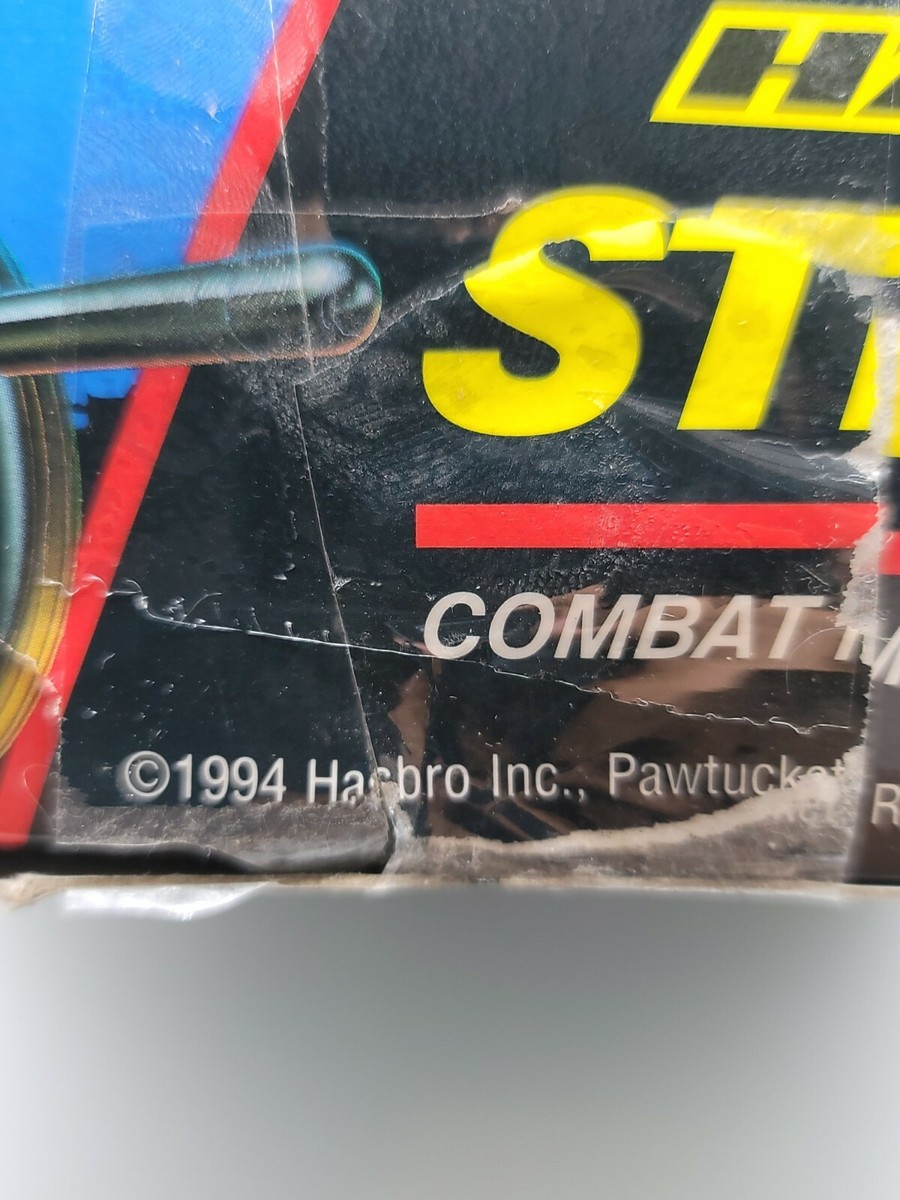 ST
COMBAT
©1994 Hasbro Inc., Pawtucket R